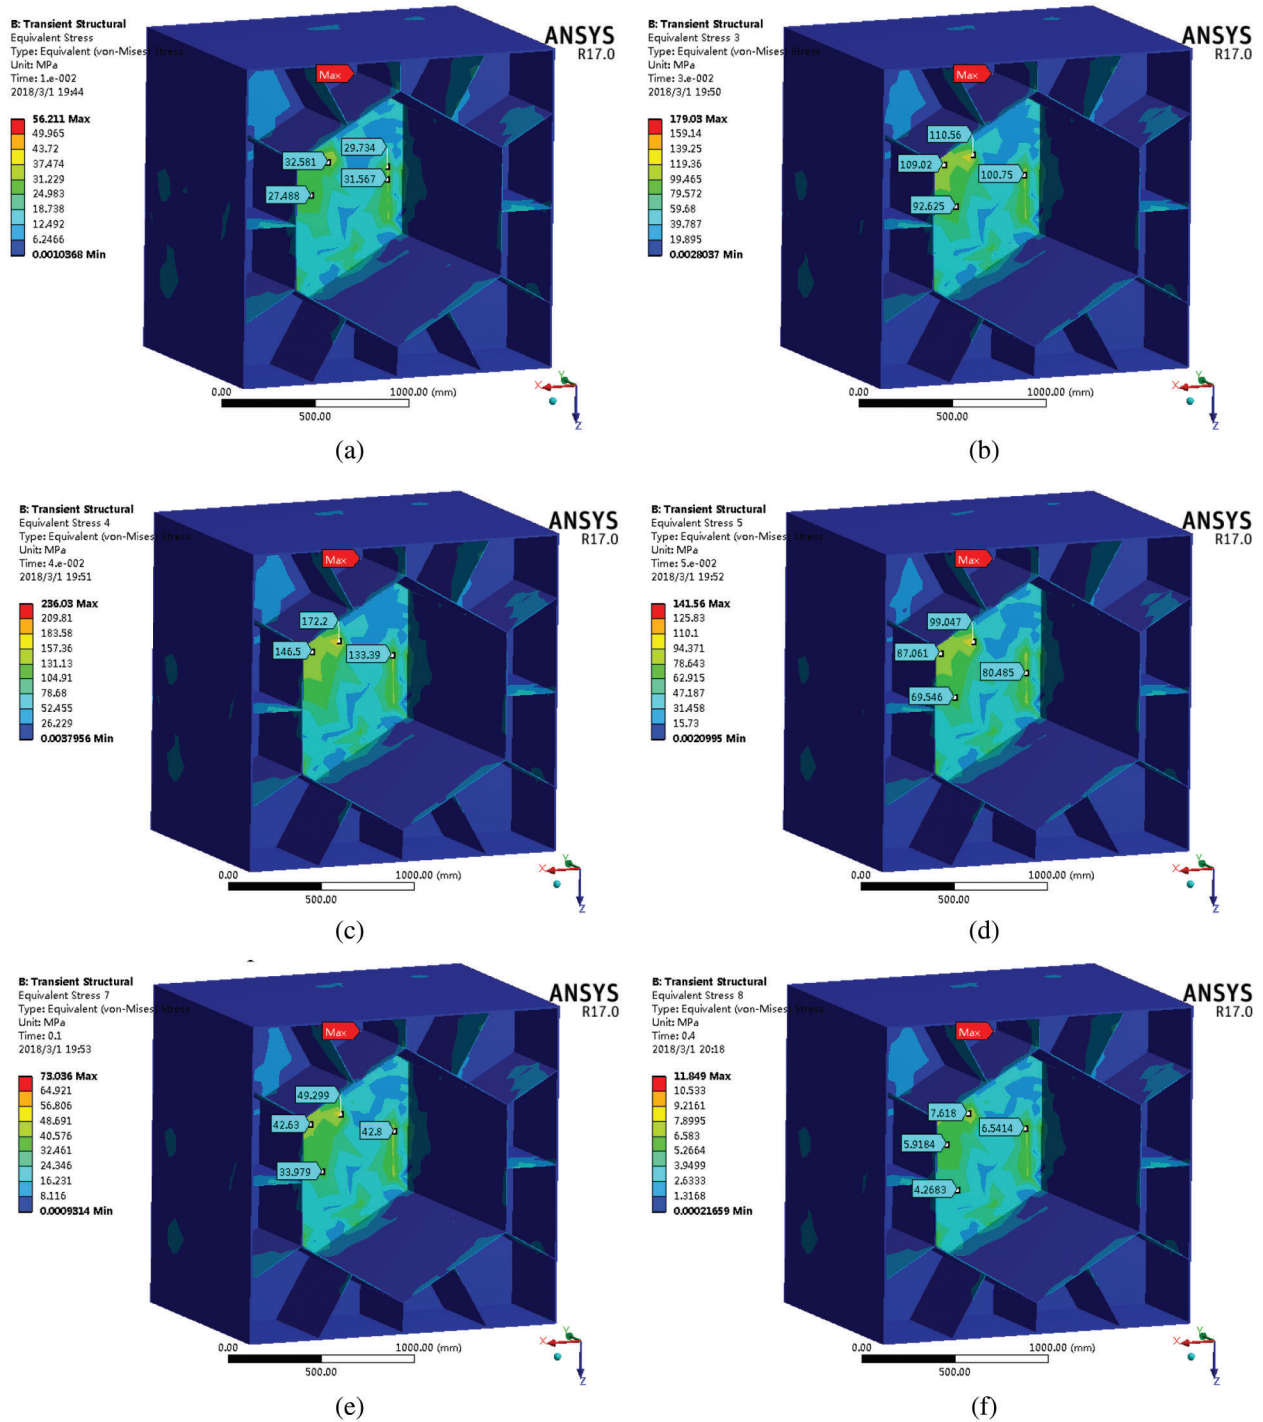 B: Transient Structural
Equivalent Stress
Type: Equivalent (von-Mises) Stress
Unit: MPa
Time: 1.e-002
2018/3/1 19:44
56.211 Max
49.965
43.72
37.474
31.229
24.983
18.738
12.492
6.2466
0.0010368 Min
ANSYS
R17.0
Max
29.734
32.581
31.567
27.488
0.00
1000.00 (mm)
500.00
X
Y
Z
(a)
B: Transient Structural
Equivalent Stress 3
Type: Equivalent (von-Mises) Stress
Unit: MPa
Time: 3.e-002
2018/3/1 19:50
179.03 Max
159.14
139.25
119.36
99.465
79.572
59.68
39.787
19.895
0.0028037 Min
ANSYS
R17.0
Max
110.56
109.02
100.75
92.625
0.00
1000.00 (mm)
500.00
X
Y
Z
(b)
B: Transient Structural
Equivalent Stress 4
Type: Equivalent (von-Mises) Stress
Unit: MPa
Time: 4.e-002
2018/3/1 19:51
236.03 Max
209.81
183.58
157.36
131.13
104.91
78.68
52.455
26.229
0.0037956 Min
ANSYS
R17.0
Max
172.2
146.5
133.39
0.00
1000.00 (mm)
500.00
X
Y
Z
(c)
B: Transient Structural
Equivalent Stress 5
Type: Equivalent (von-Mises) Stress
Unit: MPa
Time: 5.e-002
2018/3/1 19:52
141.56 Max
125.83
110.1
94.371
78.643
62.915
47.187
31.458
15.73
0.0020995 Min
ANSYS
R17.0
Max
99.047
87.061
80.485
69.546
0.00
1000.00 (mm)
500.00
X
Y
Z
(d)
B: Transient Structural
Equivalent Stress 7
Type: Equivalent (von-Mises) Stress
Unit: MPa
Time: 0.1
2018/3/1 19:53
73.036 Max
64.921
56.806
48.691
40.576
32.461
24.346
16.231
8.116
0.0009314 Min
ANSYS
R17.0
Max
49.299
42.63
42.8
33.979
0.00
1000.00 (mm)
500.00
X
Y
Z
(e)
B: Transient Structural
Equivalent Stress 8
Type: Equivalent (von-Mises) Stress
Unit: MPa
Time: 0.4
2018/3/1 20:18
11.849 Max
10.533
9.2161
7.8995
6.583
5.2664
3.9499
2.6333
1.3168
0.00021659 Min
ANSYS
R17.0
Max
7.618
6.5414
5.9184
4.2683
0.00
1000.00 (mm)
500.00
X
Y
Z
(f)